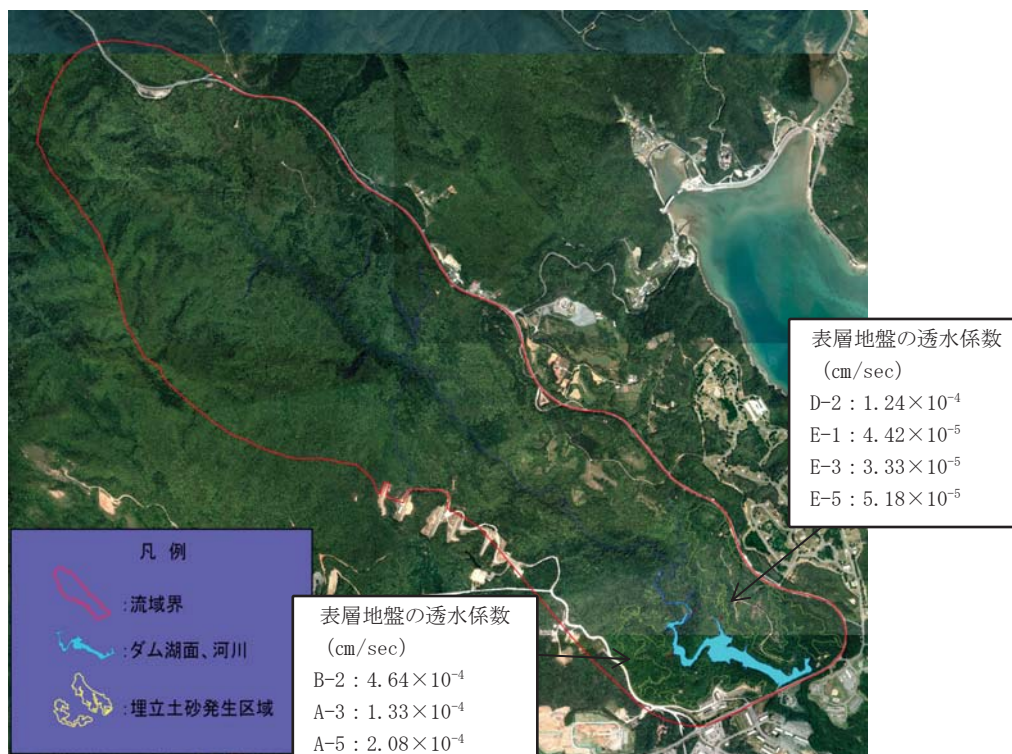 表層地盤の透水係数
(cm/sec)
D-2:1.24×10⁻⁴
E-1:4.42×10⁻⁵
E-3:3.33×10⁻⁵
E-5:5.18×10⁻⁵
凡 例
:流域界
:ダム湖面、河川
:埋立土砂発生区域
表層地盤の透水係数
(cm/sec)
B-2:4.64×10⁻⁴
A-3:1.33×10⁻⁴
A-5:2.08×10⁻⁴